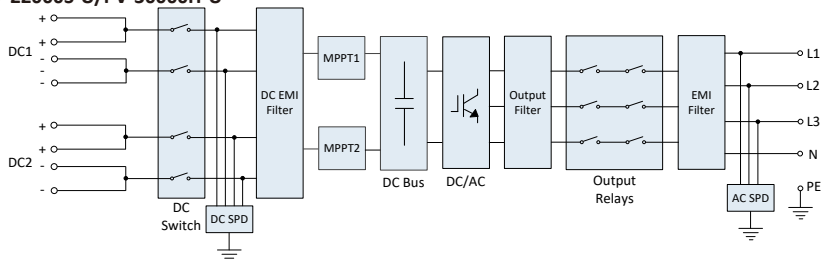 +
+
DC1
-
-
+
+
DC2
-
-
DC
Switch
DC SPD
DC EMI
Filter
MPPT1
MPPT2
DC Bus
DC/AC
Output
Filter
Output
Relays
EMI
Filter
AC SPD
L1
L2
L3
N
PE